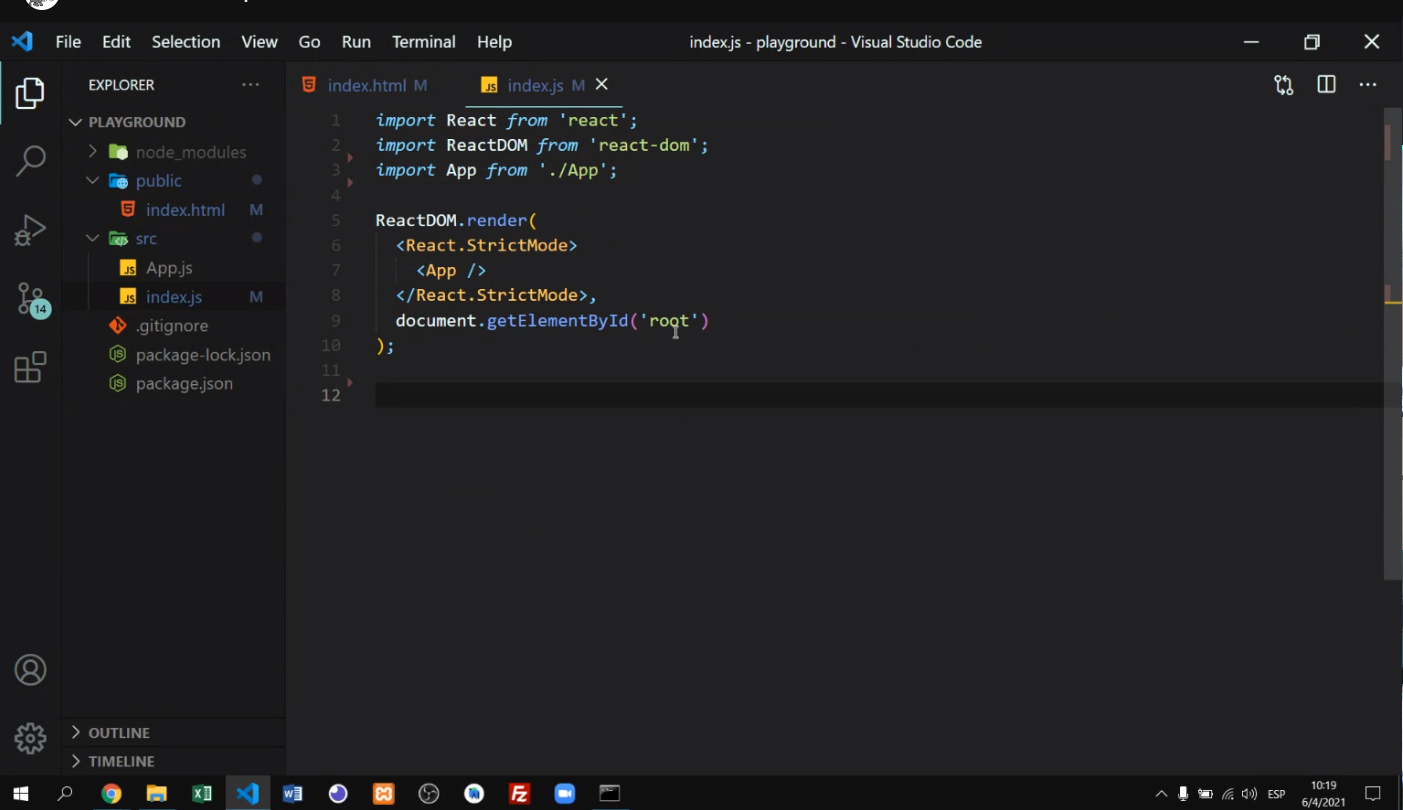 File Edit Selection View Go Run Terminal Help
index.js - playground - Visual Studio Code
EXPLORER
PLAYGROUND
node_modules
public
index.html M
src
App.js
index.js M
.gitignore
package-lock.json
package.json
OUTLINE
TIMELINE
14
index.html M
JS index.js M
1 import React from 'react';
2 import ReactDOM from 'react-dom';
3 import App from './App';
4
5 ReactDOM.render(
6 <React.StrictMode>
7 <App />
8 </React.StrictMode>,
9 document.getElementById('root')
10 );
11
12
ESP
10:19
6/4/2021